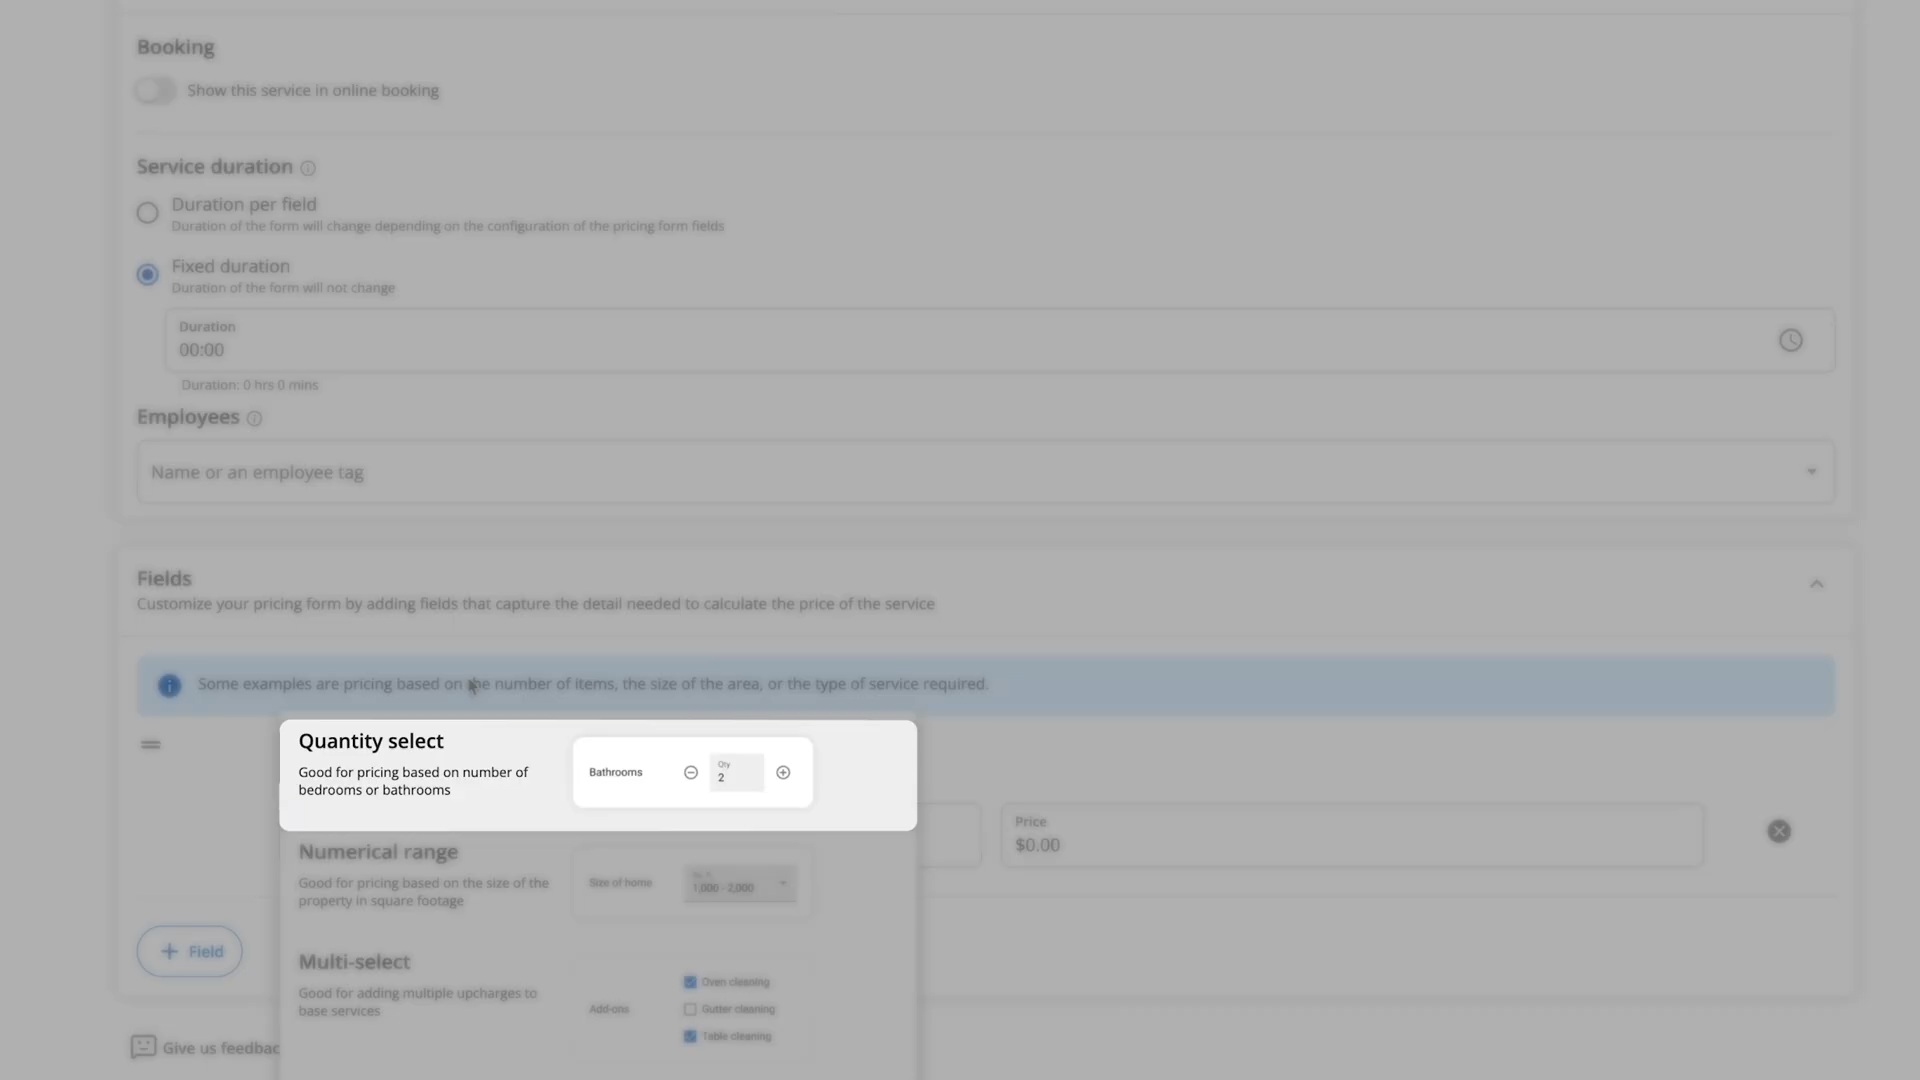 Booking
Show this service in online booking
Service duration
Duration per field
Duration of the form will change depending on the configuration of the pricing form fields
Fixed duration
Duration of the form will not change
Duration
00:00
Duration: 0 hrs 0 mins
Employees
Name or an employee tag
Fields
Customize your pricing form by adding fields that capture the detail needed to calculate the price of the service
Some examples are pricing based on the number of items, the size of the area, or the type of service required.
Quantity select
Good for pricing based on number of
bedrooms or bathrooms
Bathrooms
Qty
2
Price
$0.00
Numerical range
Good for pricing based on the size of the
property in square footage
Size of home
1,000 - 2,000
+ Field
Multi-select
Good for adding multiple upcharges to
base services
Add-ons
Oven cleaning
Gutter cleaning
Table cleaning
Give us feedbac